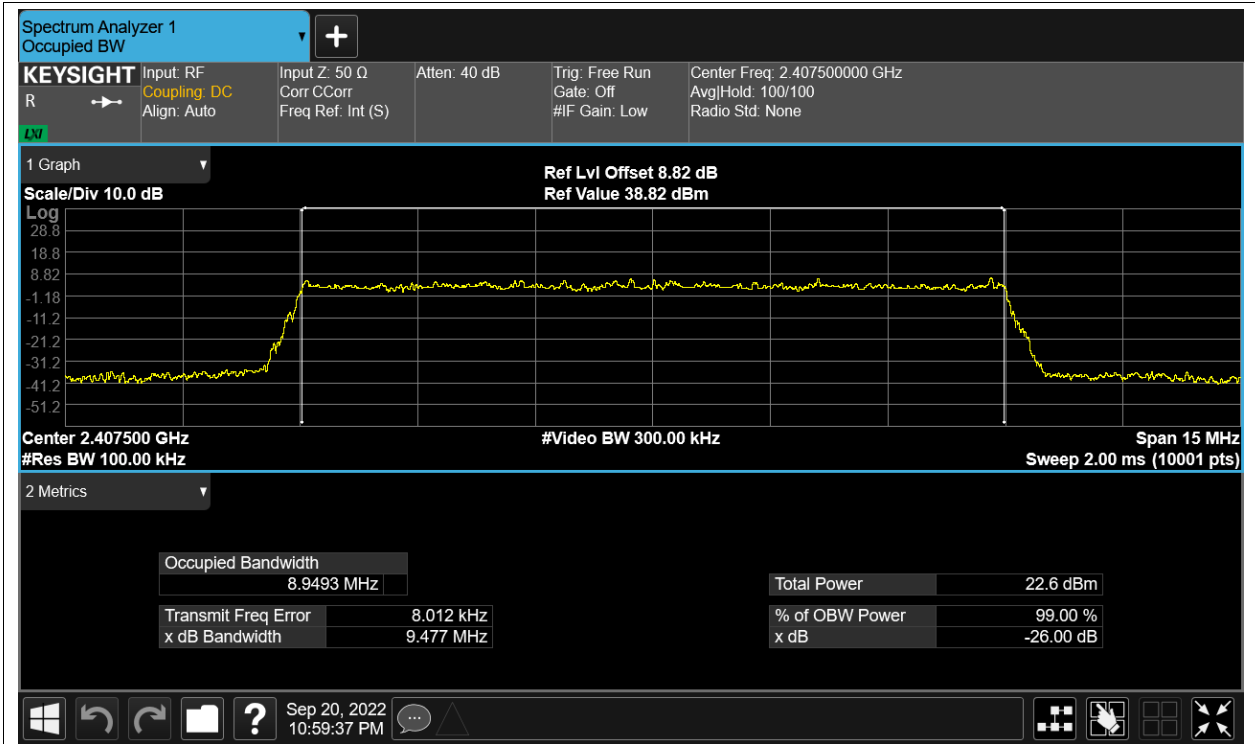 Spectrum Analyzer 1
Occupied BW
KEYSIGHT
R
LXI
Input: RF
Coupling: DC
Align: Auto
Input Z: 50 Ω
Corr CCorr
Freq Ref: Int (S)
Atten: 40 dB
Trig: Free Run
Gate: Off
#IF Gain: Low
Center Freq: 2.407500000 GHz
Avg|Hold: 100/100
Radio Std: None
1 Graph
Scale/Div 10.0 dB
Ref Lvl Offset 8.82 dB
Ref Value 38.82 dBm
Log
28.8
18.8
8.82
-1.18
-11.2
-21.2
-31.2
-41.2
-51.2
Center 2.407500 GHz
#Video BW 300.00 kHz
Span 15 MHz
#Res BW 100.00 kHz
Sweep 2.00 ms (10001 pts)
2 Metrics
Occupied Bandwidth
8.9493 MHz
Transmit Freq Error 8.012 kHz
x dB Bandwidth 9.477 MHz
Total Power 22.6 dBm
% of OBW Power 99.00 %
x dB -26.00 dB
?
Sep 20, 2022
10:59:37 PM